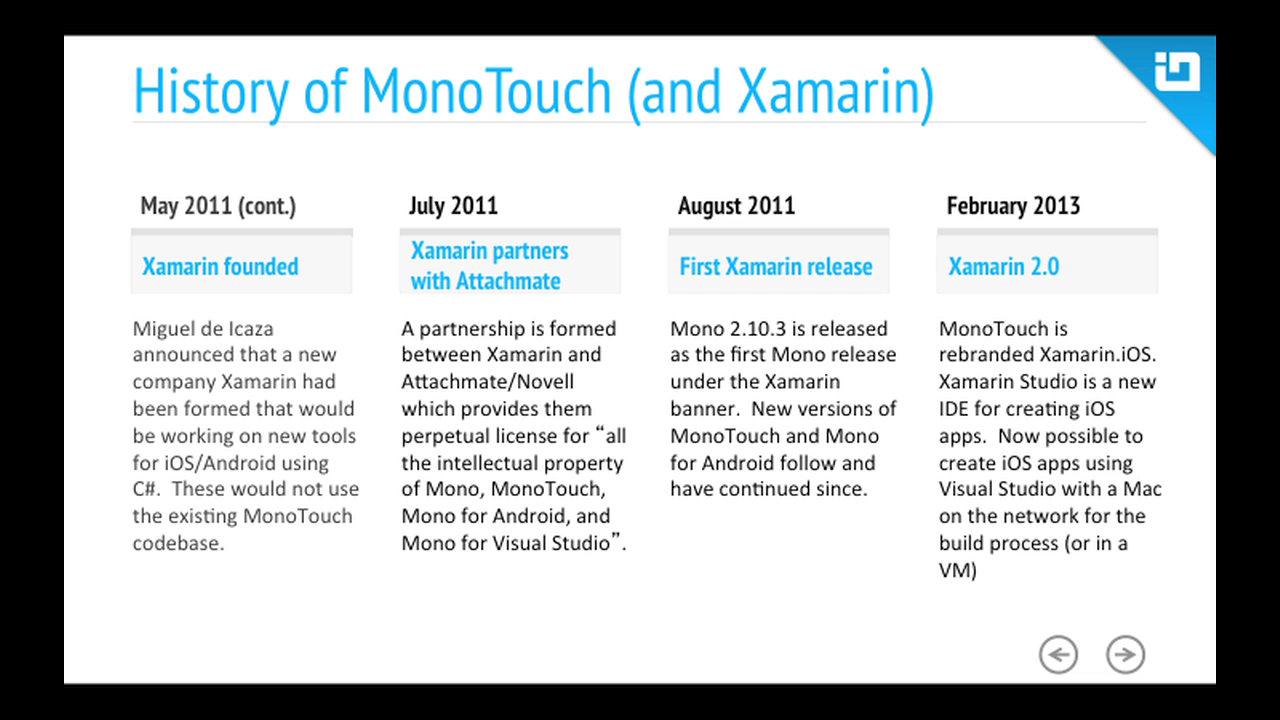 History of MonoTouch (and Xamarin)
May 2011 (cont.)
Xamarin founded
Miguel de Icaza
announced that a new
company Xamarin had
been formed that would
be working on new tools
for iOS/Android using
C#.  These would not use
the existing MonoTouch
codebase.
July 2011
Xamarin partners
with Attachmate
A partnership is formed
between Xamarin and
Attachmate/Novell
which provides them
perpetual license for “all
the intellectual property
of Mono, MonoTouch,
Mono for Android, and
Mono for Visual Studio”.
August 2011
First Xamarin release
Mono 2.10.3 is released
as the first Mono release
under the Xamarin
banner.  New versions of
MonoTouch and Mono
for Android follow and
have continued since.
February 2013
Xamarin 2.0
MonoTouch is
rebranded Xamarin.iOS.
Xamarin Studio is a new
IDE for creating iOS
apps.  Now possible to
create iOS apps using
Visual Studio with a Mac
on the network for the
build process (or in a
VM)